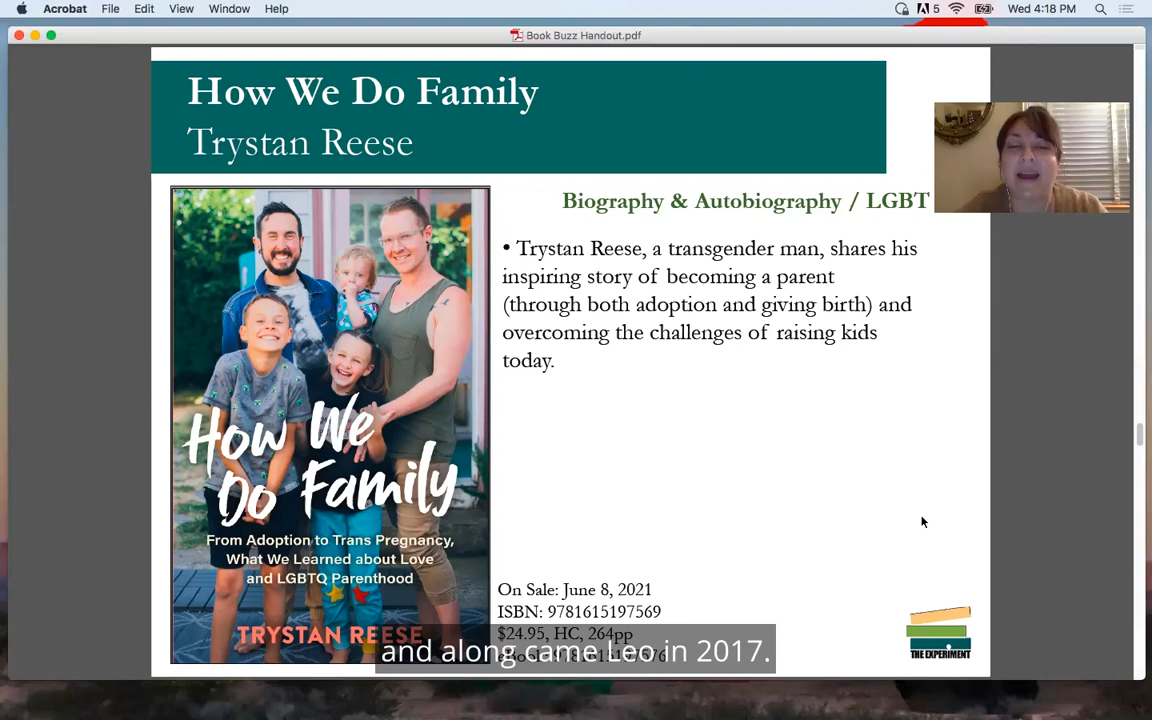 Acrobat File Edit View Window Help 5 Wed 4:18 PM
Book Buzz Handout.pdf
How We Do Family
Trystan Reese
Biography & Autobiography / LGBT
• Trystan Reese, a transgender man, shares his
inspiring story of becoming a parent
(through both adoption and giving birth) and
overcoming the challenges of raising kids
today.
How We
Do Family
From Adoption to Trans Pregnancy,
What We Learned about Love
and LGBTQ Parenthood
TRYSTAN REESE
On Sale: June 8, 2021
ISBN: 9781615197569
$24.95, HC, 264pp
and along came Leo in 2017.
THE EXPERIMENT